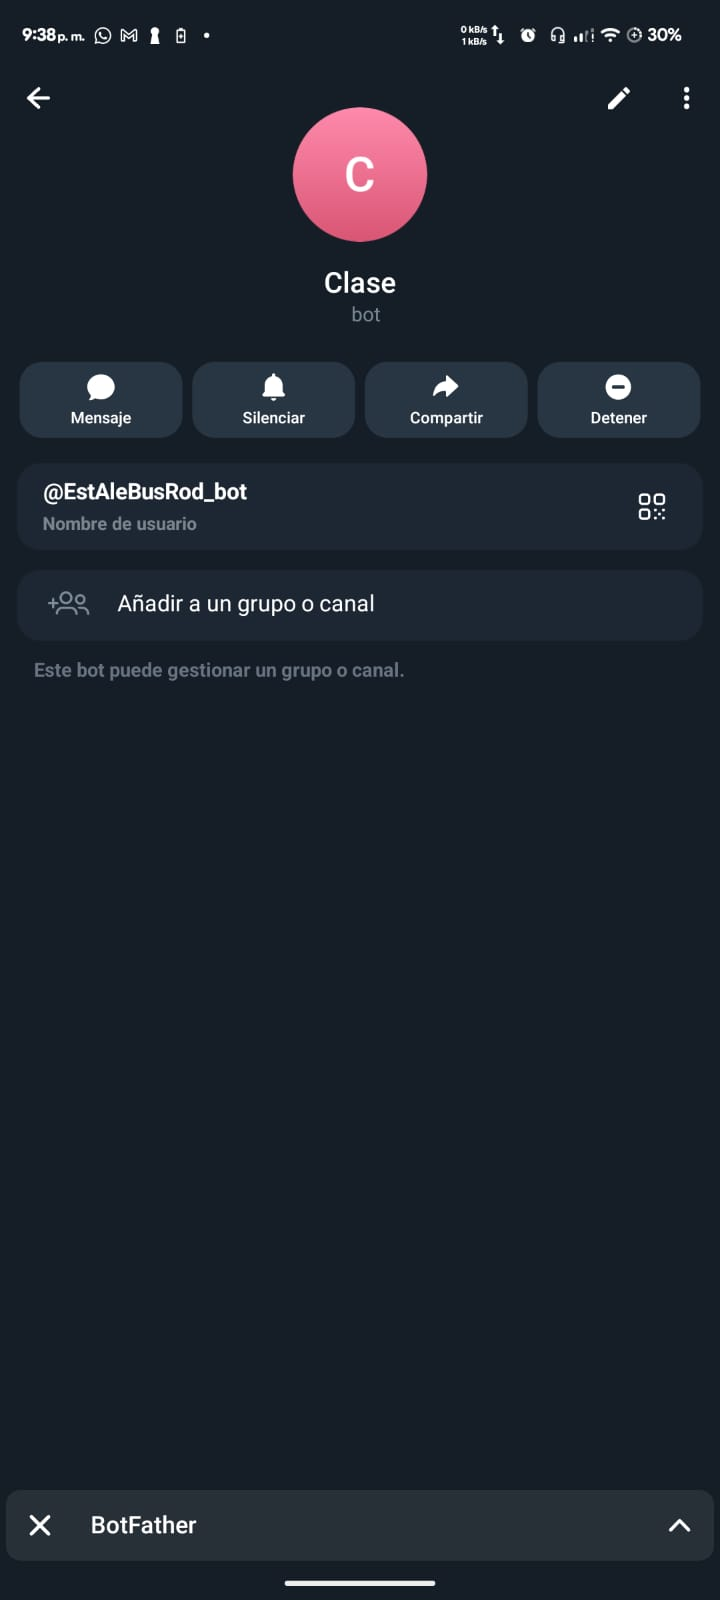 9:38 p. m.
0 kB/s
1 kB/s
30%
C
Clase
bot
Mensaje
Silenciar
Compartir
Detener
@EstAleBusRod_bot
Nombre de usuario
Añadir a un grupo o canal
Este bot puede gestionar un grupo o canal.
BotFather